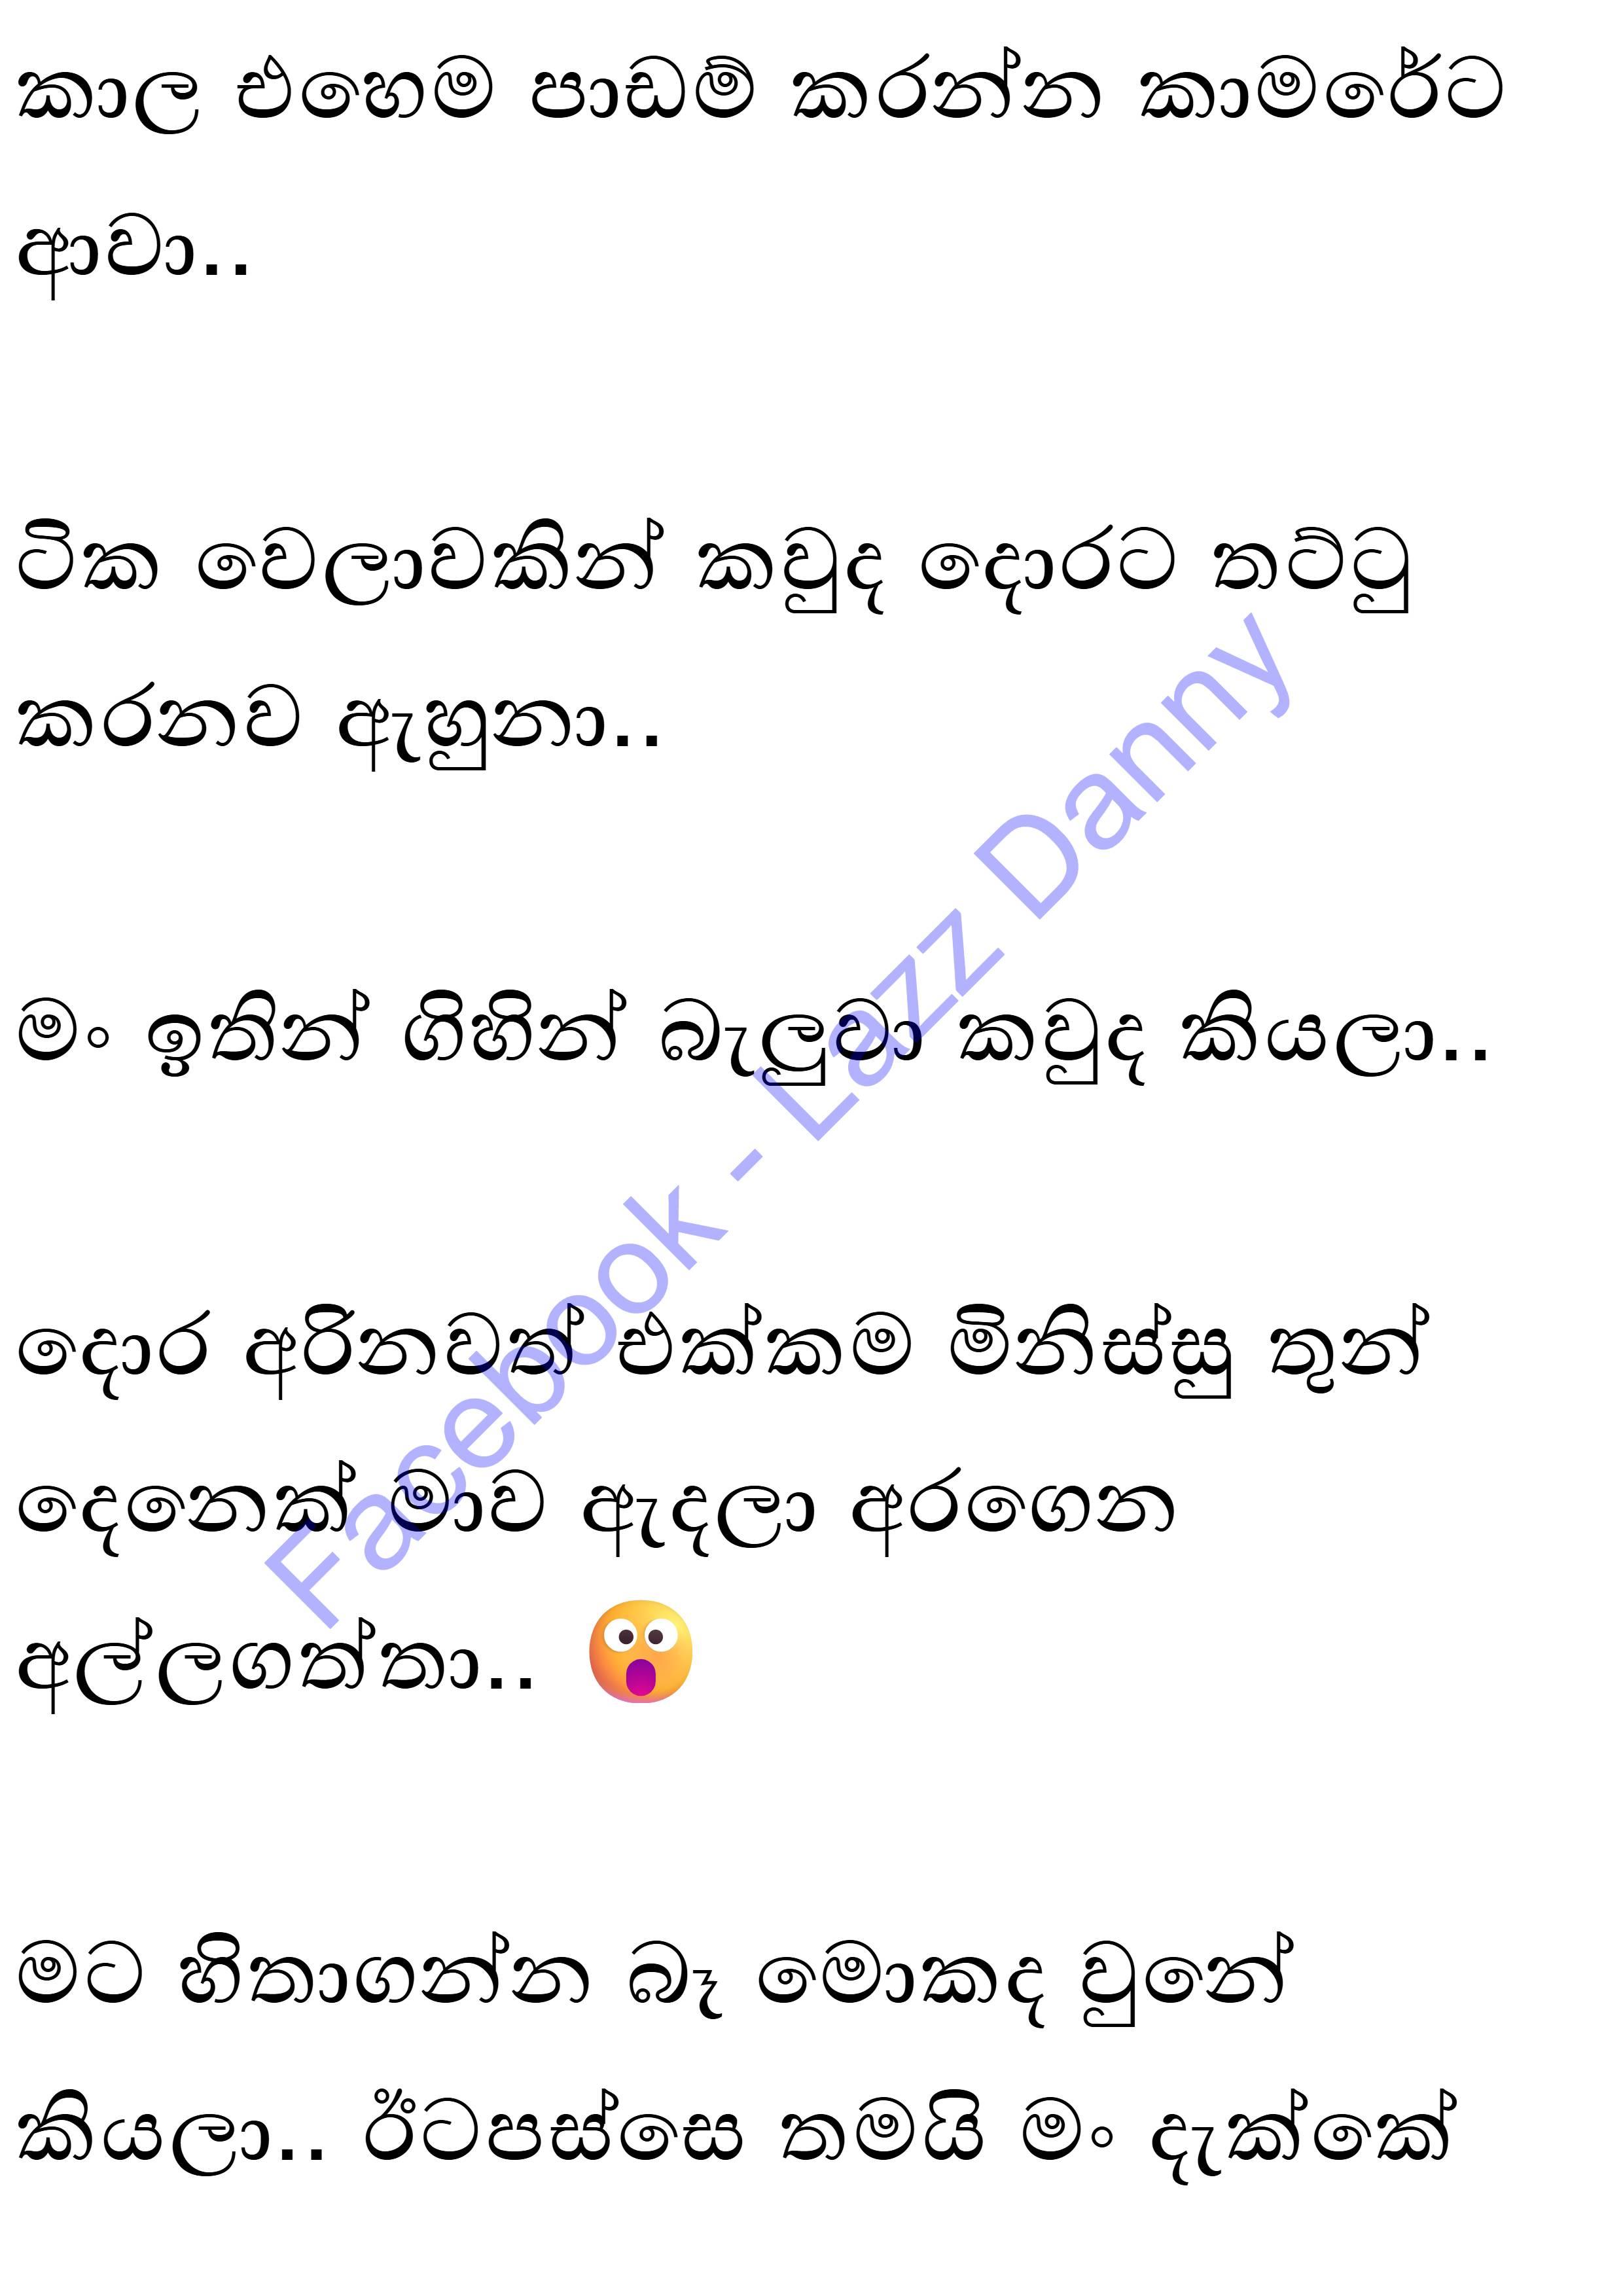 කාල එහෙම පාඩම් කරන්න කාමරේට
ආවා..
ටික වෙලාවකින් කවුද දොරට තට්ටු
කරනව ඇහුනා..
මං ඉතින් ගිහින් බැලුවා කවුද කියලා..
දොර අරිනවත් එක්කම මිනිස්සු තුන්
දෙනෙක් මාව ඇදලා අරගෙන
අල්ලගත්තා.. 😲
මට හිතාගන්න බෑ මොකද වුනේ
කියලා.. ඊටපස්සෙ තමයි මං දැක්කේ
Facebook - Lazz Danny